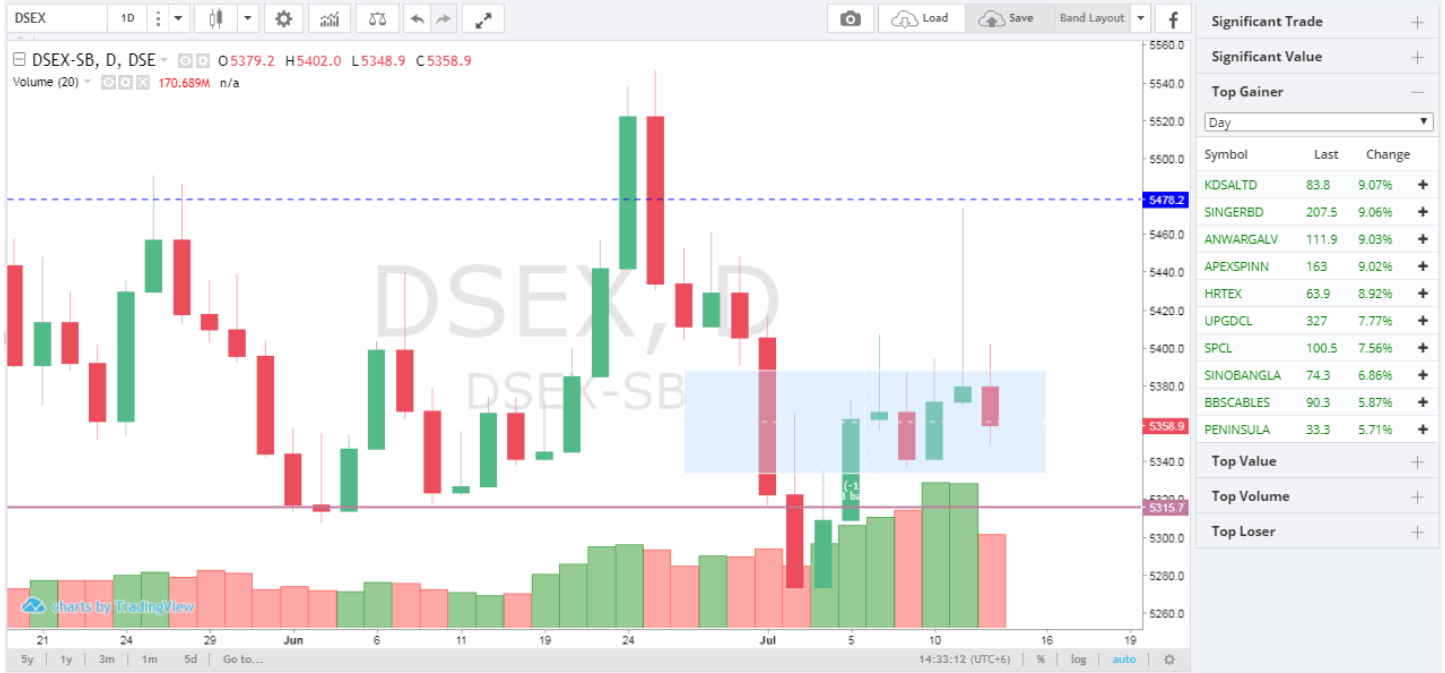 DSEX 1D Load Save Band Layout
DSEX-SB, D, DSE O5379.2 H5402.0 L5348.9 C5358.9
Volume (20) 170.689M n/a
DSEX, D
DSEX-SB
(-1
8 ba
5560.0
5540.0
5520.0
5500.0
5478.2
5460.0
5440.0
5420.0
5400.0
5380.0
5358.9
5340.0
5320.0
5315.7
5300.0
5280.0
5260.0
charts by TradingView
21 24 29 Jun 6 11 19 24 Jul 5 10 16 19
5y 1y 3m 1m 5d Go to... 14:33:12 (UTC+6) % log auto
Significant Trade
Significant Value
Top Gainer
Day
Symbol Last Change
KDSALTD 83.8 9.07%
SINGERBD 207.5 9.06%
ANWARGALV 111.9 9.03%
APEXSPINN 163 9.02%
HRTEX 63.9 8.92%
UPGDCL 327 7.77%
SPCL 100.5 7.56%
SINOBANGLA 74.3 6.86%
BBSCABLES 90.3 5.87%
PENINSULA 33.3 5.71%
Top Value
Top Volume
Top Loser